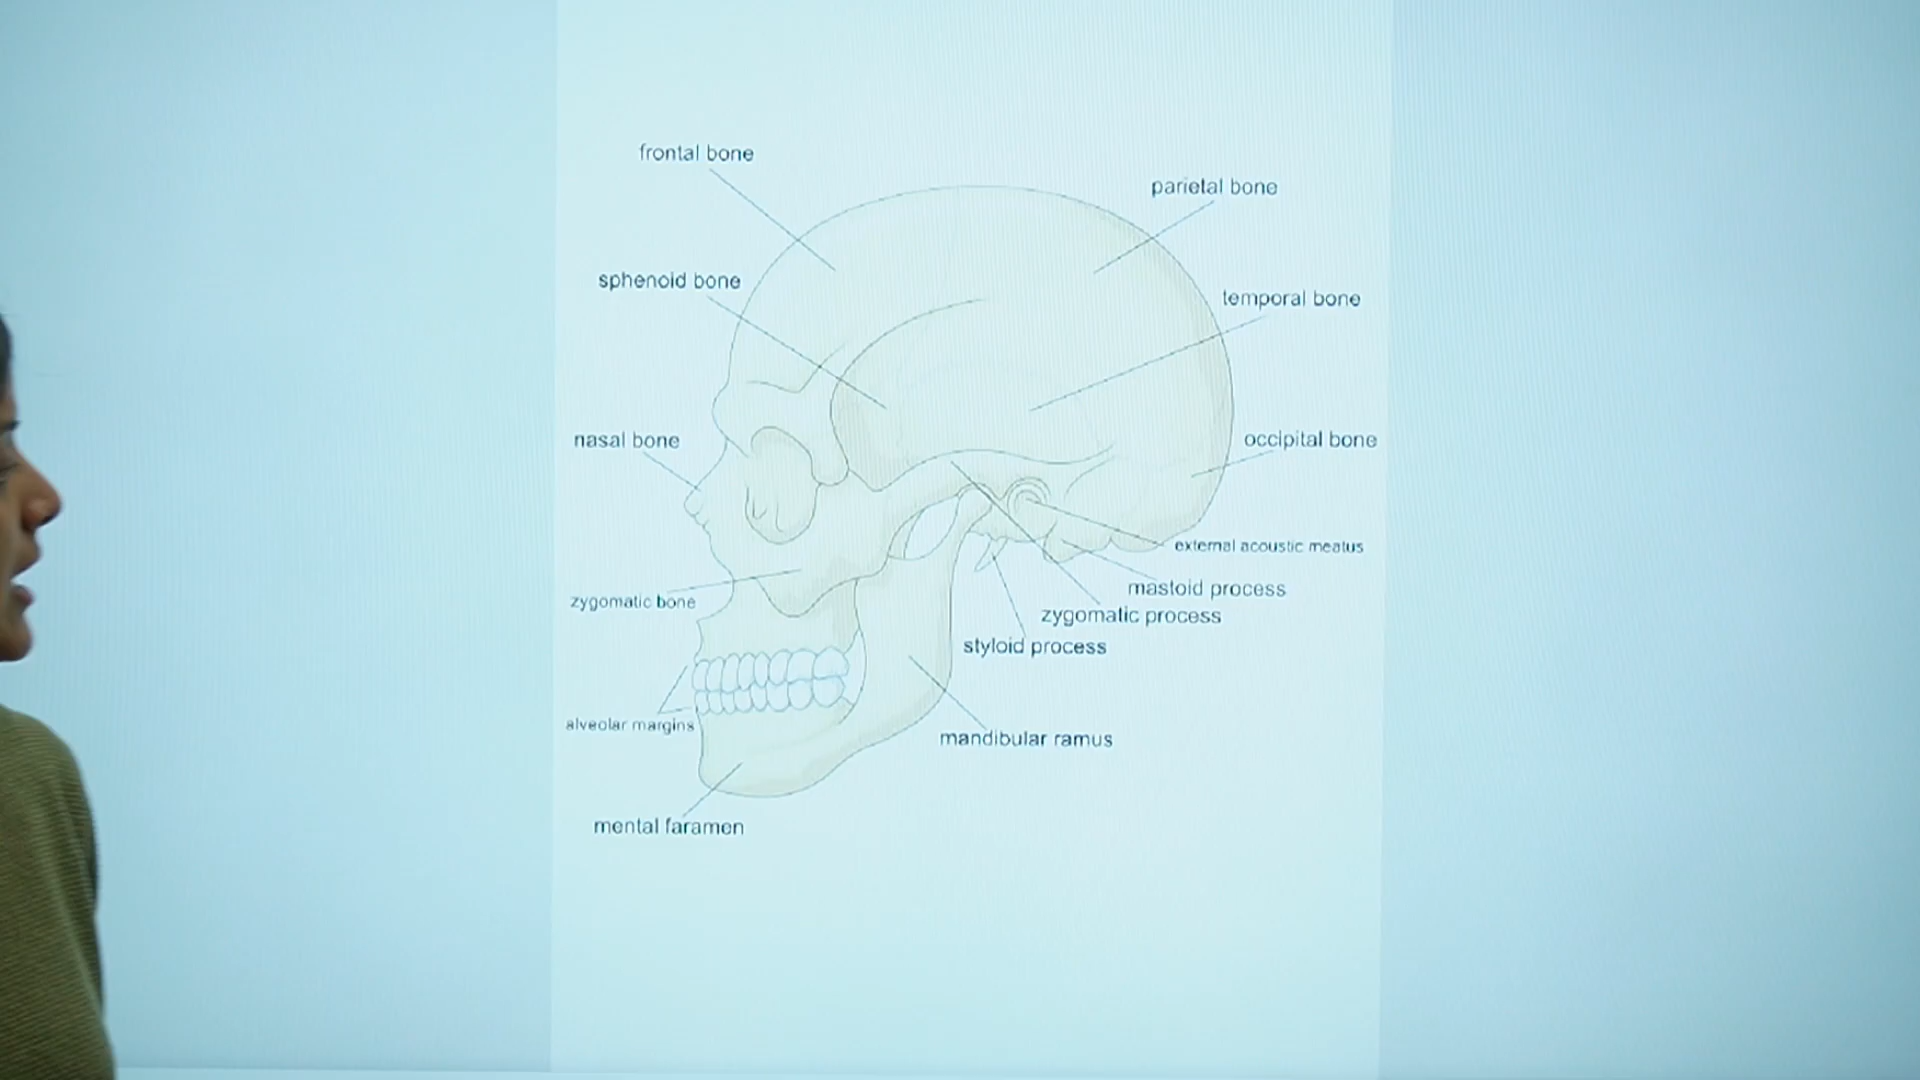 frontal bone
parietal bone
sphenoid bone
temporal bone
nasal bone
occipital bone
external acoustic meatus
mastoid process
zygomatic bone
zygomatic process
styloid process
alveolar margins
mandibular ramus
mental faramen